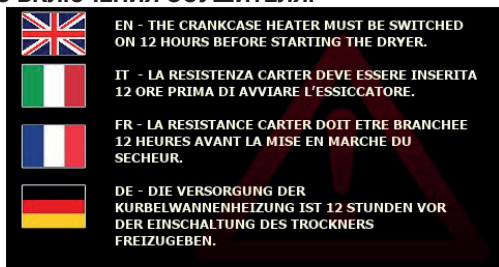 ВКЛЮЧЕНИЯ ОСУШИТЕЛЯ.
EN - THE CRANKCASE HEATER MUST BE SWITCHED
ON 12 HOURS BEFORE STARTING THE DRYER.
IT - LA RESISTENZA CARTER DEVE ESSERE INSERITA
12 ORE PRIMA DI AVVIARE L'ESSICCATORE.
FR - LA RESISTANCE CARTER DOIT ETRE BRANCHEE
12 HEURES AVANT LA MISE EN MARCHE DU
SECHEUR.
DE - DIE VERSORGUNG DER
KURBELWANNENHEIZUNG IST 12 STUNDEN VOR
DER EINSCHALTUNG DES TROCKNERS
FREIZUGEBEN.